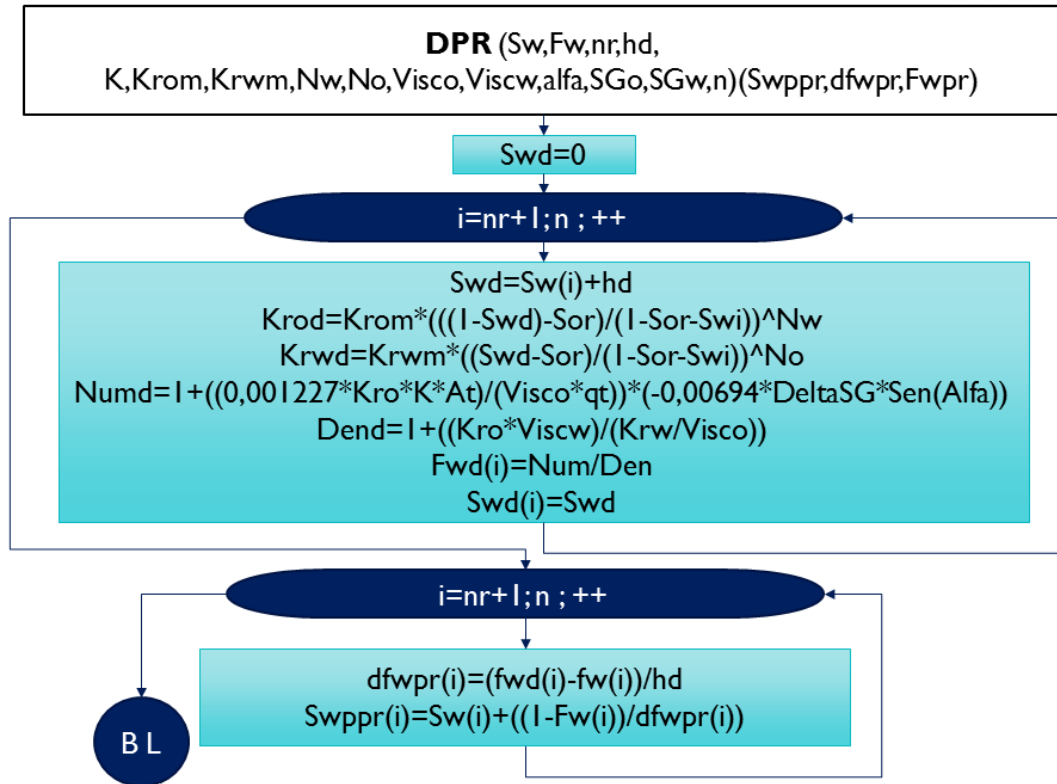 DPR (Sw,Fw,nr,hd,
K,Krom,Krwm,Nw,No,Visco,Viscw,alfa,SGo,SGw,n)(Swppr,dfwpr,Fwpr)
Swd=0
i=nr+1;n ; ++
Swd=Sw(i)+hd
Krod=Krom*(((1-Swd)-Sor)/(1-Sor-Swi))^Nw
Krwd=Krwm*((Swd-Sor)/(1-Sor-Swi))^No
Numd=1+((0,001227*Kro*K*At)/(Visco*qt))*(-0,00694*DeltaSG*Sen(Alfa))
Dend=1+((Kro*Viscw)/(Krw/Visco))
Fwd(i)=Num/Den
Swd(i)=Swd
i=nr+1;n ; ++
dfwpr(i)=(fwd(i)-fw(i))/hd
Swppr(i)=Sw(i)+((1-Fw(i))/dfwpr(i))
B L